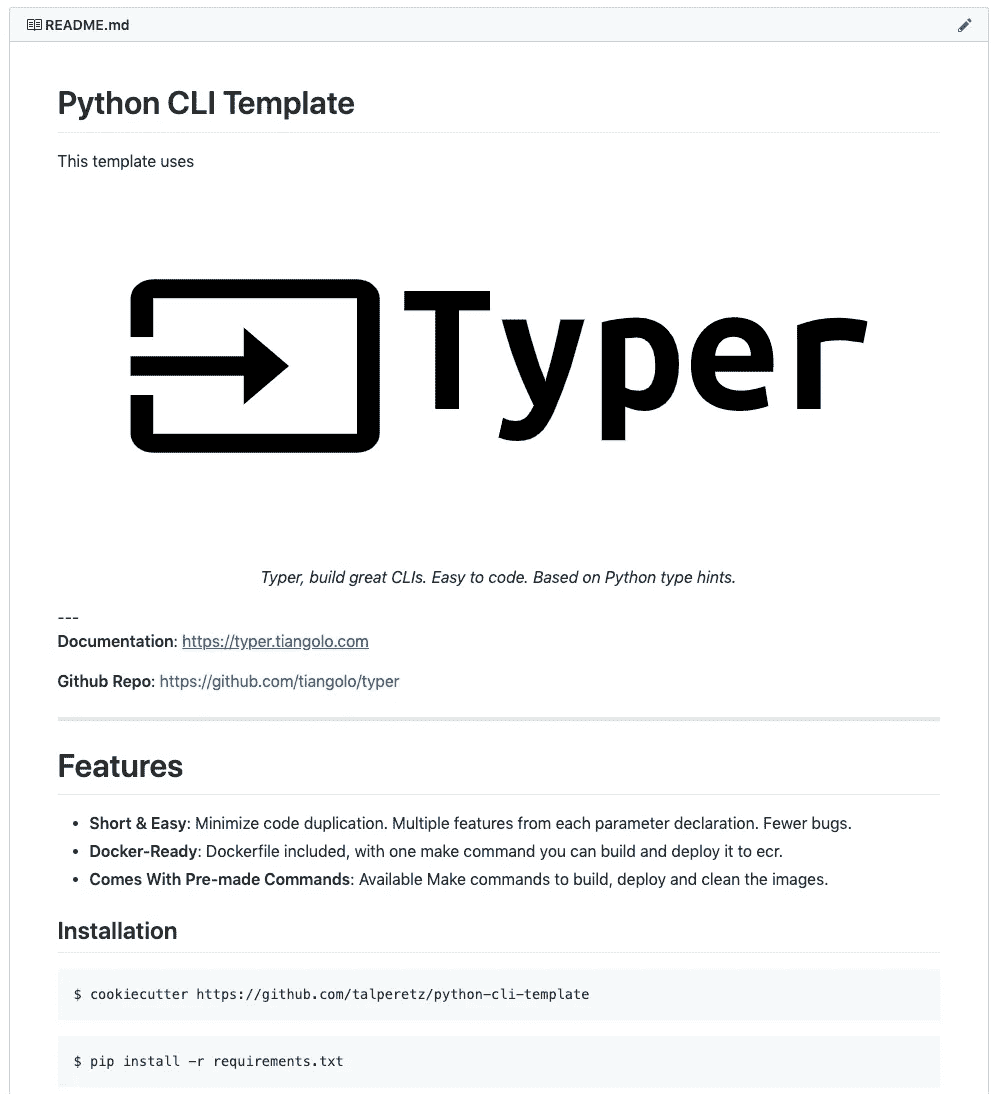 README.md
Python CLI Template
This template uses
Typer
Typer, build great CLIs. Easy to code. Based on Python type hints.
---
Documentation: https://typer.tiangolo.com
Github Repo: https://github.com/tiangolo/typer
Features
• Short & Easy: Minimize code duplication. Multiple features from each parameter declaration. Fewer bugs.
• Docker-Ready: Dockerfile included, with one make command you can build and deploy it to ecr.
• Comes With Pre-made Commands: Available Make commands to build, deploy and clean the images.
Installation
$ cookiecutter https://github.com/talperetz/python-cli-template
$ pip install -r requirements.txt